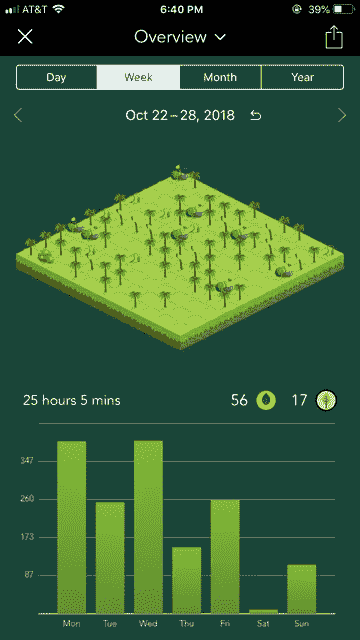 AT&T 6:40 PM 39%
Overview
Day Week Month Year
Oct 22–28, 2018
25 hours 5 mins 56 17
347
260
173
87
Mon Tue Wed Thu Fri Sat Sun